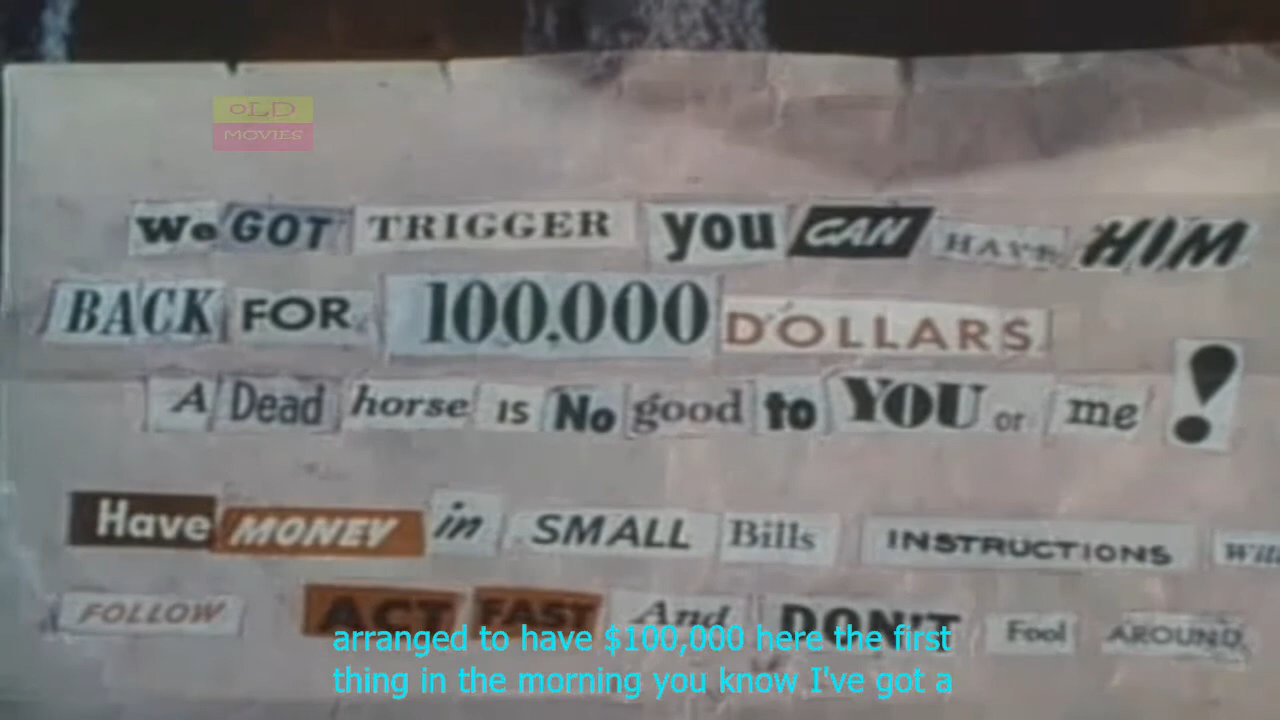 OLD
MOVIES
We GOT TRIGGER you CAN HAVE HIM
BACK FOR 100.000 DOLLARS
A Dead horse is No good to YOU or me !
Have MONEY in SMALL Bills INSTRUCTIONS Will
FOLLOW ACT FAST And DON'T Fool AROUND
arranged to have $100,000 here the first
thing in the morning you know I've got a